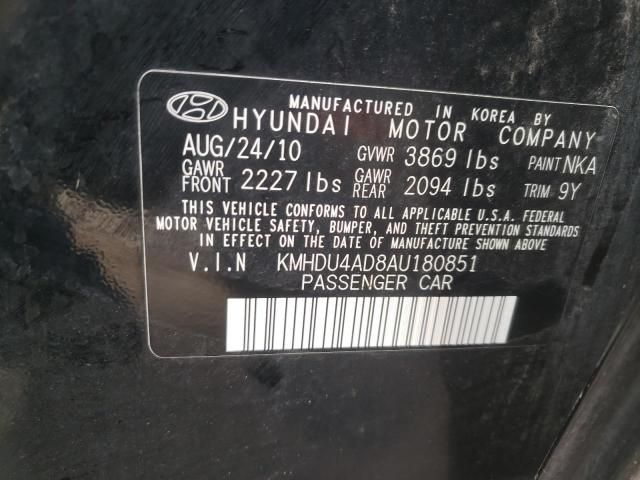 MANUFACTURED IN KOREA BY
HYUNDAI MOTOR COMPANY
AUG/24/10 GVWR 3869 lbs PAINT NKA
GAWR FRONT 2227 lbs GAWR REAR 2094 lbs TRIM 9Y
THIS VEHICLE CONFORMS TO ALL APPLICABLE U.S.A. FEDERAL
MOTOR VEHICLE SAFETY, BUMPER, AND THEFT PREVENTION STANDARDS
IN EFFECT ON THE DATE OF MANUFACTURE SHOWN ABOVE.
V.I.N KMHDU4AD8AU180851
PASSENGER CAR